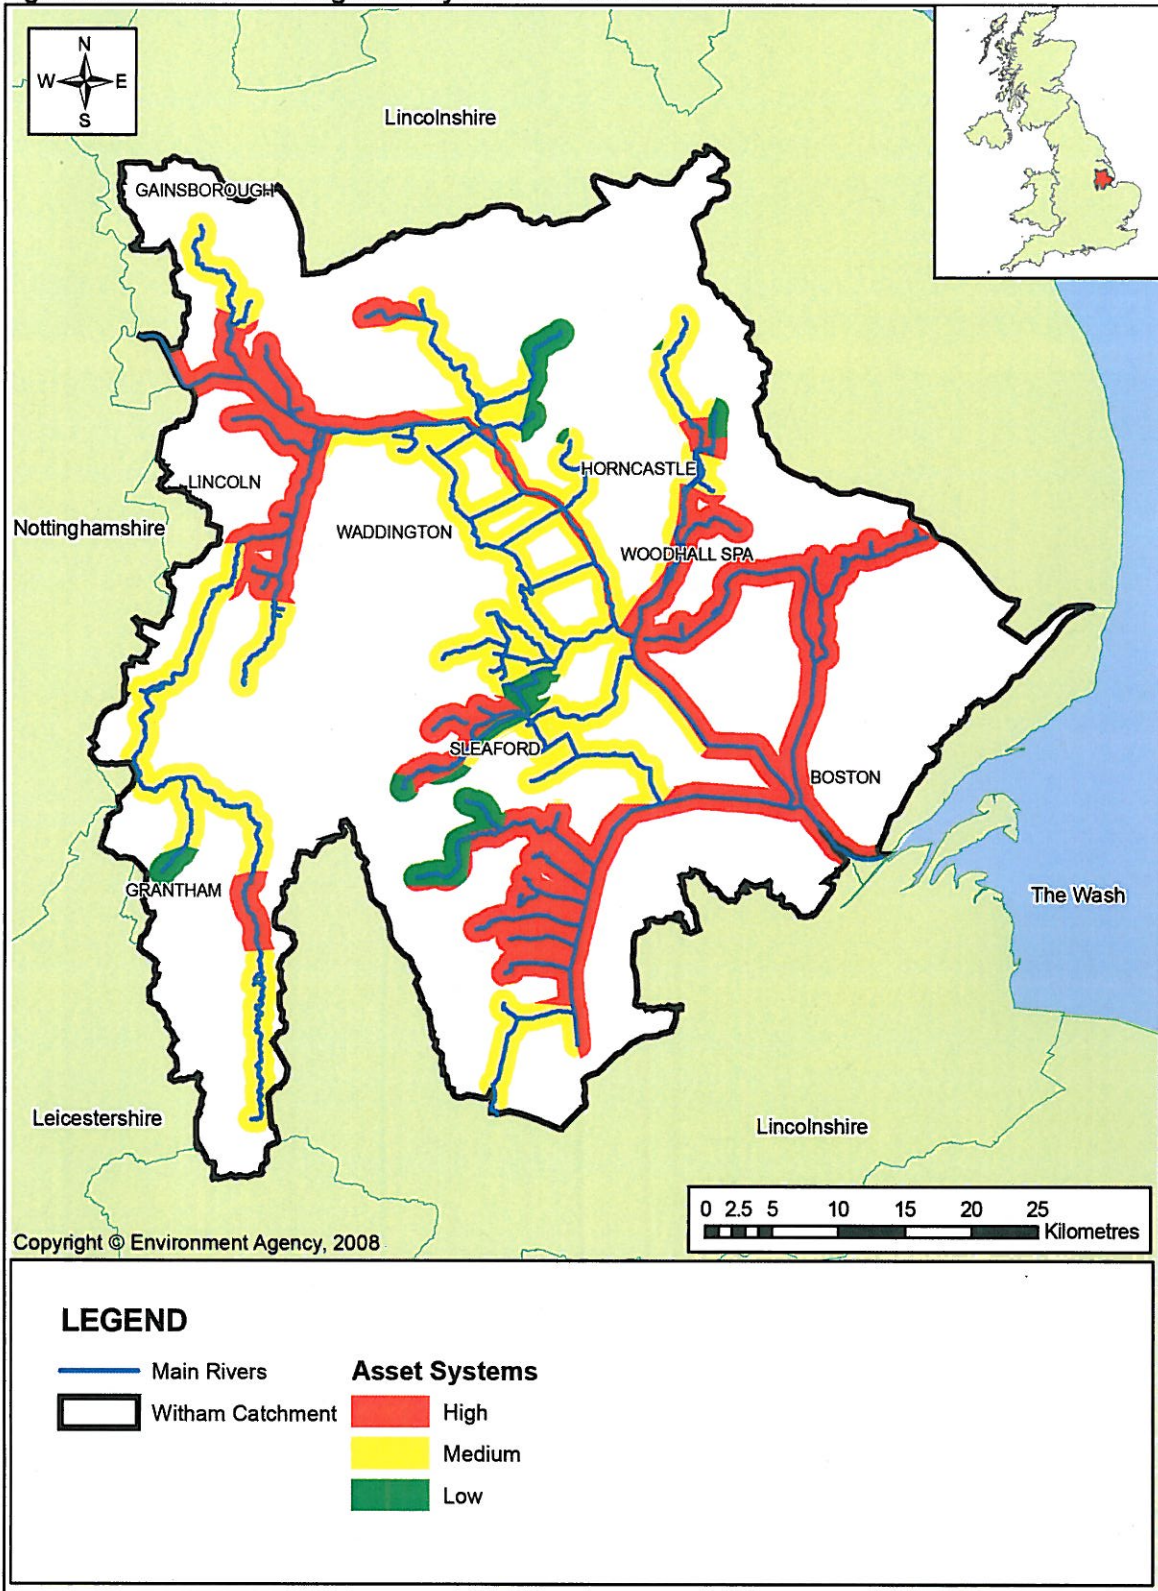 N
W E
S
Lincolnshire
GAINSBOROUGH
LINCOLN
HORNCASTLE
Nottinghamshire
WADDINGTON
WOODHALL SPA
SLEAFORD
BOSTON
GRANTHAM
The Wash
Leicestershire
Lincolnshire
0 2.5 5 10 15 20 25
Kilometres
Copyright © Environment Agency, 2008
LEGEND
Main Rivers
Witham Catchment
Asset Systems
High
Medium
Low